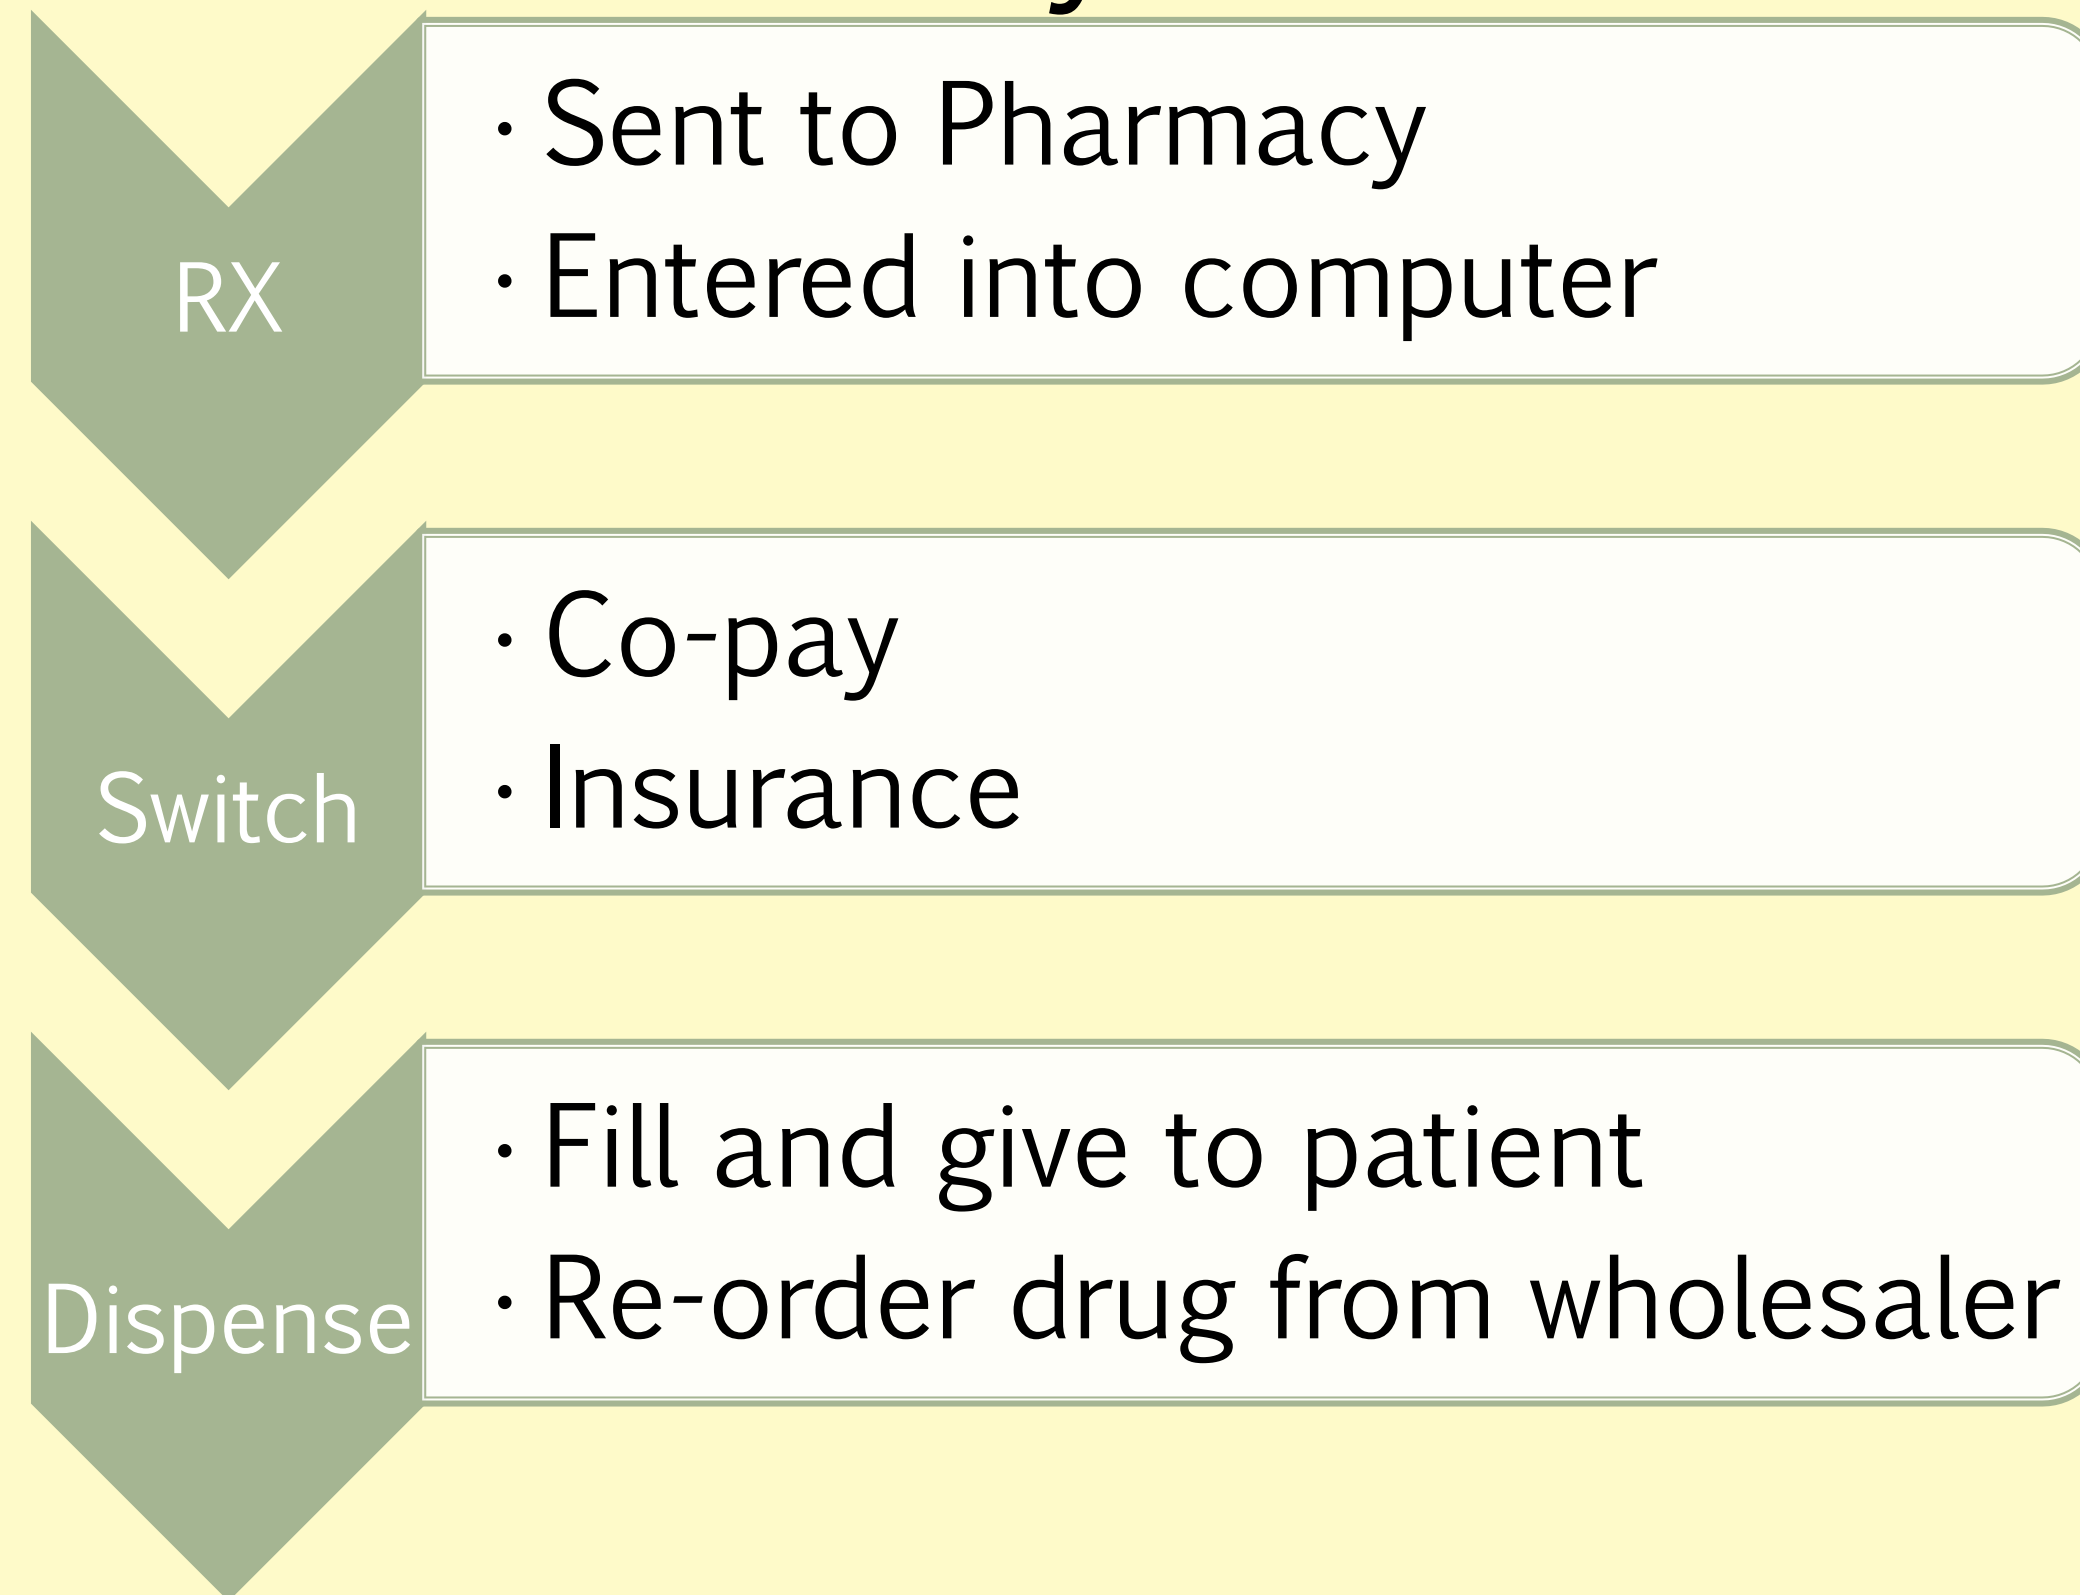 RX
· Sent to Pharmacy
· Entered into computer
Switch
· Co-pay
· Insurance
Dispense
· Fill and give to patient
· Re-order drug from wholesaler